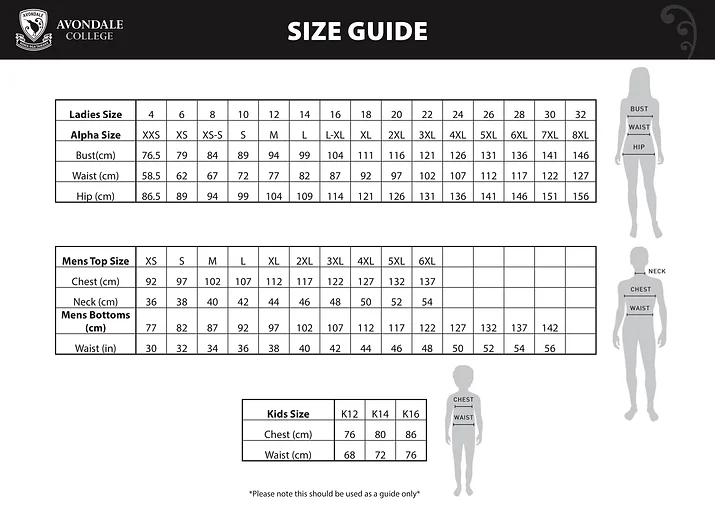 AVONDALE
COLLEGE
SIZE GUIDE
Ladies Size 4 6 8 10 12 14 16 18 20 22 24 26 28 30 32
Alpha Size XXS XS XS-S S M L L-XL XL 2XL 3XL 4XL 5XL 6XL 7XL 8XL
Bust(cm) 76.5 79 84 89 94 99 104 111 116 121 126 131 136 141 146
Waist (cm) 58.5 62 67 72 77 82 87 92 97 102 107 112 117 122 127
Hip (cm) 86.5 89 94 99 104 109 114 121 126 131 136 141 146 151 156
BUST
WAIST
HIP
Mens Top Size XS S M L XL 2XL 3XL 4XL 5XL 6XL
Chest (cm) 92 97 102 107 112 117 122 127 132 137
Neck (cm) 36 38 40 42 44 46 48 50 52 54
Mens Bottoms
(cm) 77 82 87 92 97 102 107 112 117 122 127 132 137 142
Waist (in) 30 32 34 36 38 40 42 44 46 48 50 52 54 56
NECK
CHEST
WAIST
Kids Size K12 K14 K16
Chest (cm) 76 80 86
Waist (cm) 68 72 76
CHEST
WAIST
*Please note this should be used as a guide only*